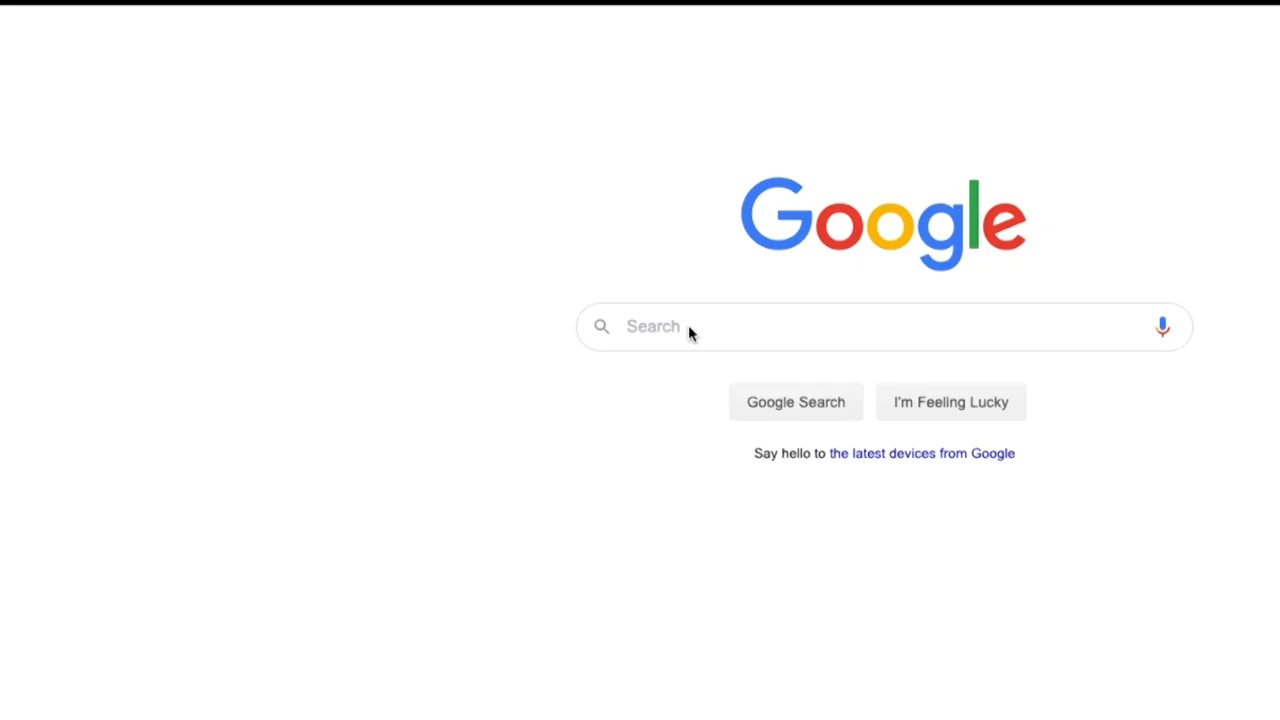 Google
Search
Google Search
I'm Feeling Lucky
Say hello to the latest devices from Google